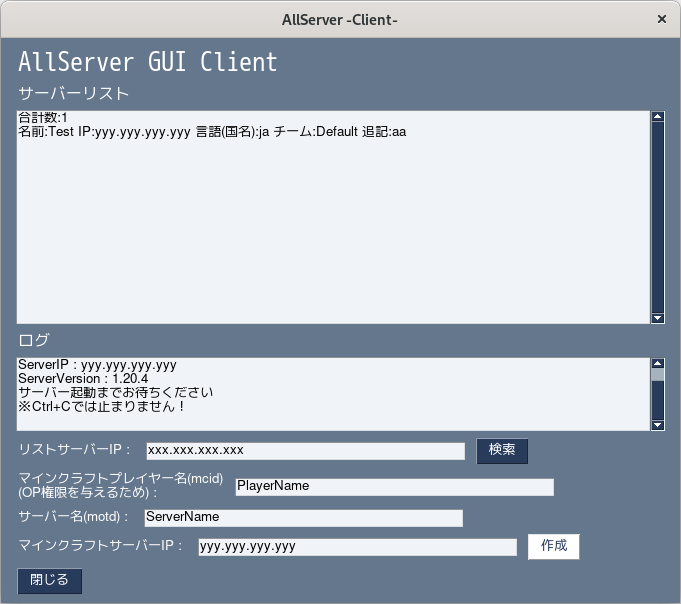 AllServer -Client-
AllServer GUI Client
サーバーリスト
合計数:1
名前:Test IP:yyy.yyy.yyy.yyy 言語(国名):ja チーム:Default 追記:aa
ログ
ServerIP : yyy.yyy.yyy.yyy
ServerVersion : 1.20.4
サーバー起動までお待ちください
※Ctrl+Cでは止まりません！
リストサーバーIP： xxx.xxx.xxx.xxx 検索
マインクラフトプレイヤー名(mcid)
(OP権限を与えるため)： PlayerName
サーバー名(motd)： ServerName
マインクラフトサーバーIP： yyy.yyy.yyy.yyy 作成
閉じる